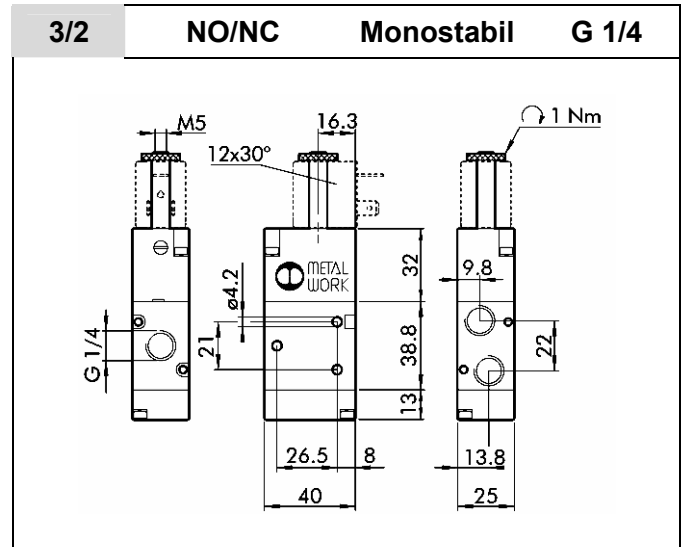 3/2 NO/NC Monostabil G 1/4
M5
16.3
1 Nm
12x30°
METAL
WORK
32
9.8
ø4.2
G 1/4
21
38.8
22
13
26.5
8
13.8
40
25